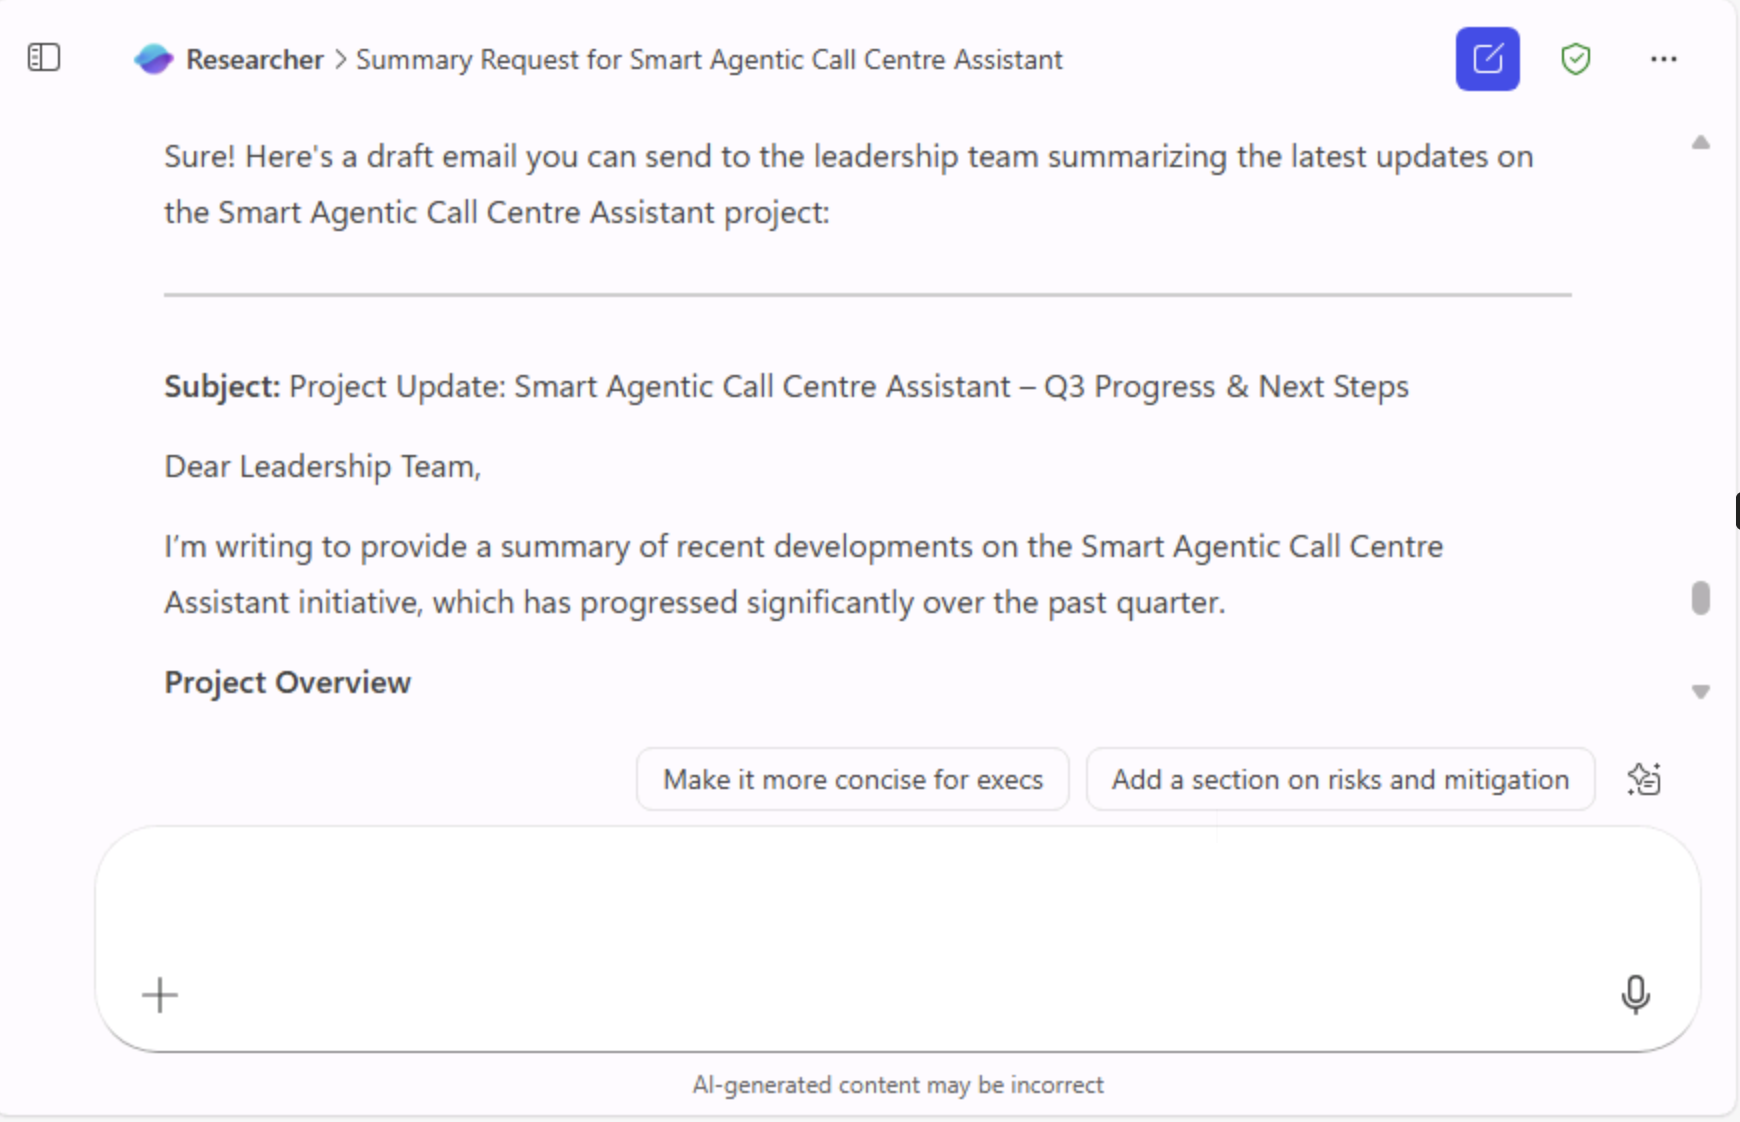 Researcher > Summary Request for Smart Agentic Call Centre Assistant
Sure! Here's a draft email you can send to the leadership team summarizing the latest updates on
the Smart Agentic Call Centre Assistant project:
Subject: Project Update: Smart Agentic Call Centre Assistant – Q3 Progress & Next Steps
Dear Leadership Team,
I’m writing to provide a summary of recent developments on the Smart Agentic Call Centre
Assistant initiative, which has progressed significantly over the past quarter.
Project Overview
Make it more concise for execs
Add a section on risks and mitigation
AI-generated content may be incorrect